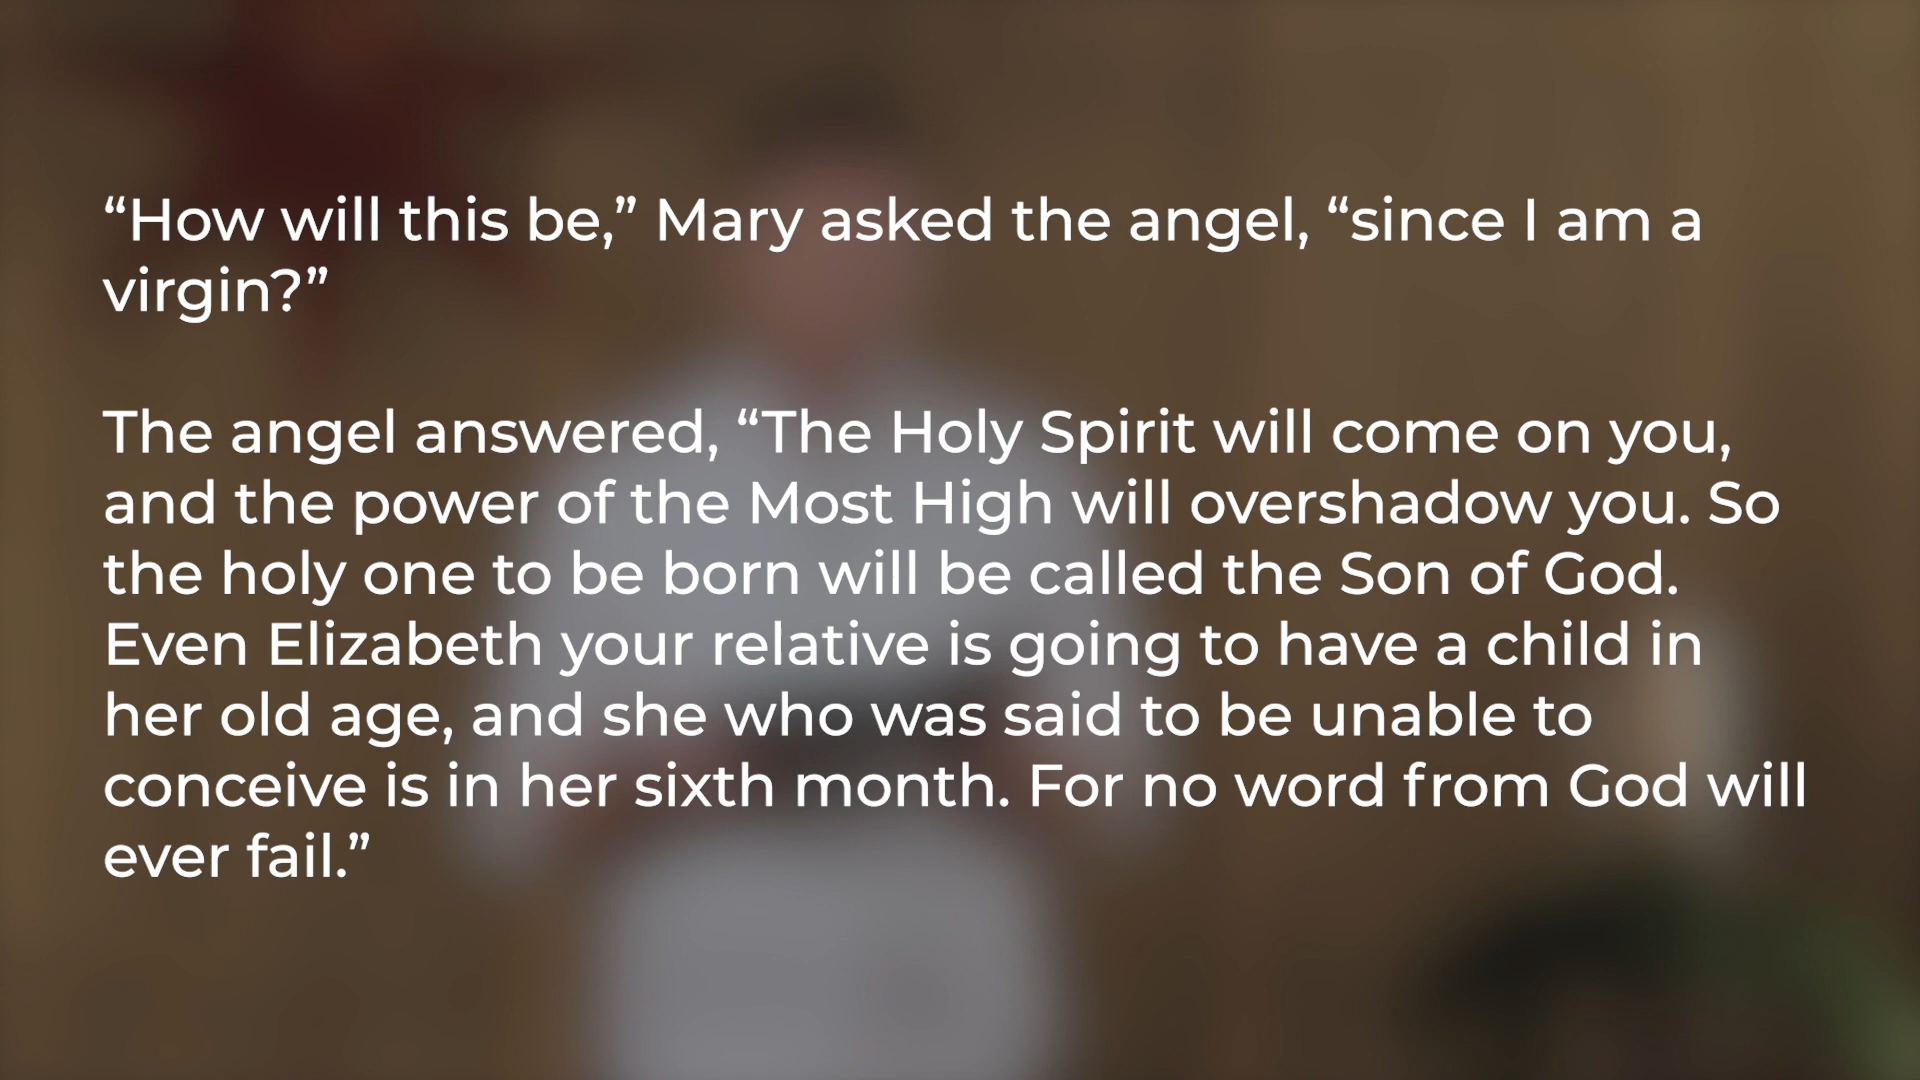 “How will this be,” Mary asked the angel, “since I am a
virgin?”
The angel answered, “The Holy Spirit will come on you,
and the power of the Most High will overshadow you. So
the holy one to be born will be called the Son of God.
Even Elizabeth your relative is going to have a child in
her old age, and she who was said to be unable to
conceive is in her sixth month. For no word from God will
ever fail.”